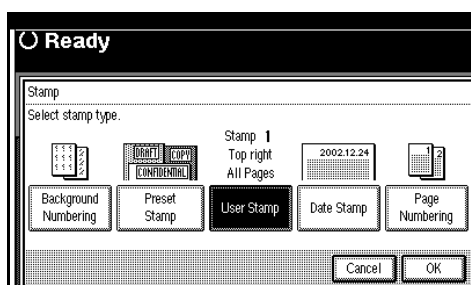 Ready
Stamp
Select stamp type.
Stamp 1
Top right
All Pages
DRAFT COPY
CONFIDENTIAL
2002.12.24
1 2
Background
Numbering
Preset
Stamp
User Stamp
Date Stamp
Page
Numbering
Cancel OK